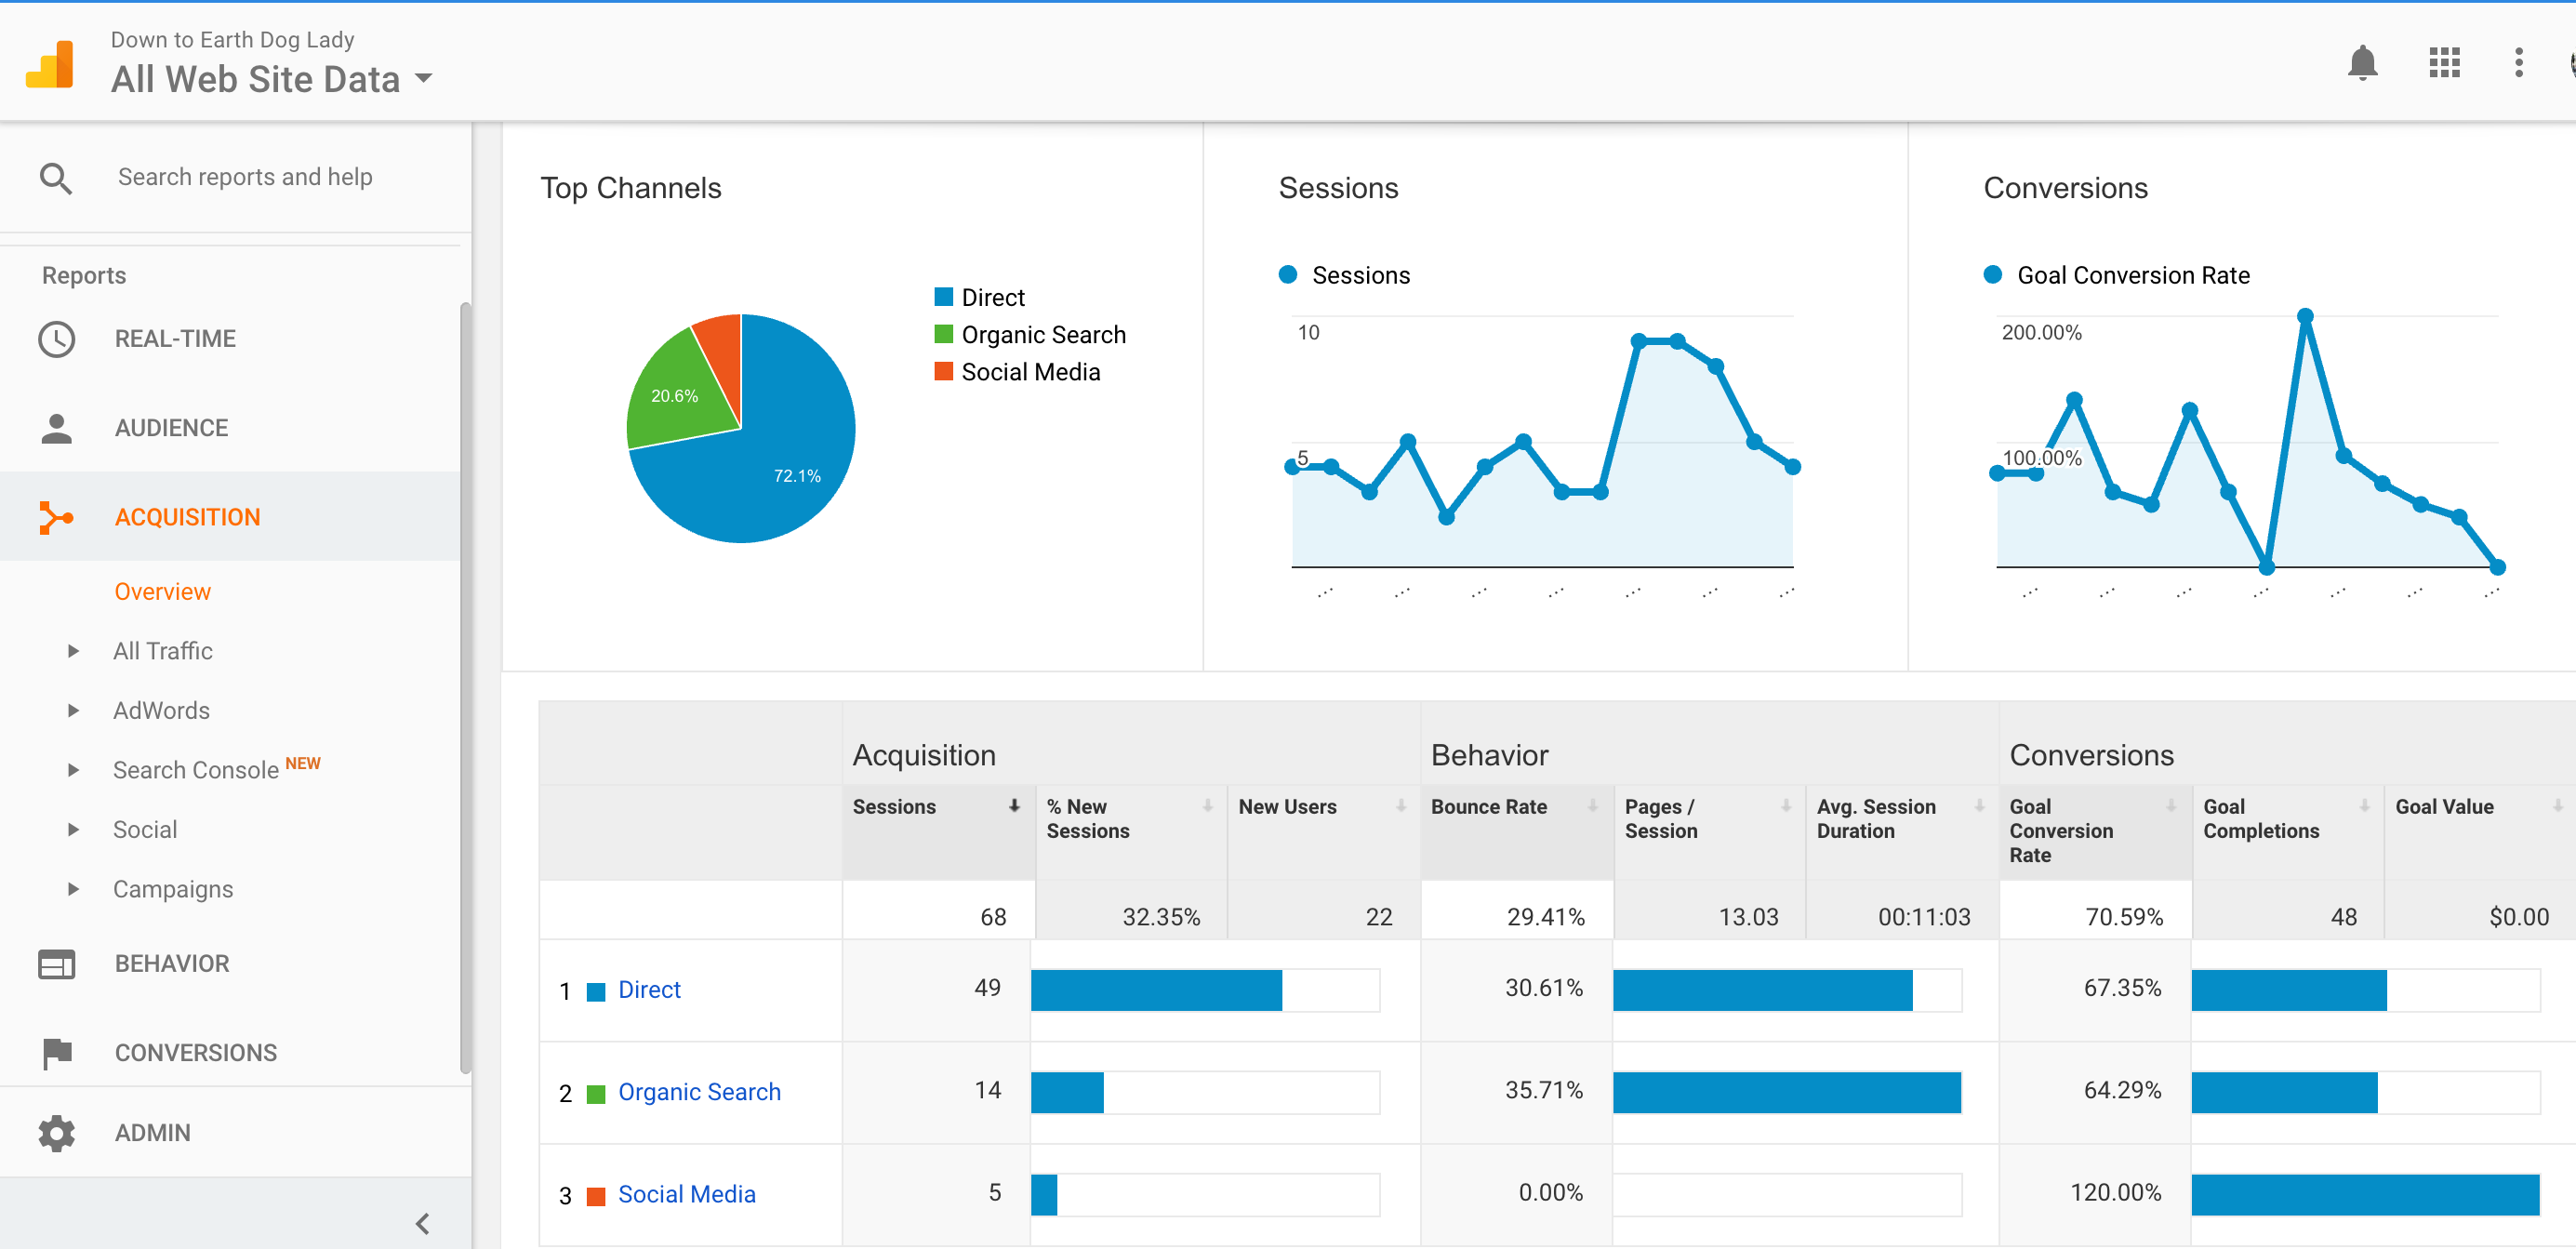 Down to Earth Dog Lady
All Web Site Data
Search reports and help
Reports
REAL-TIME
AUDIENCE
ACQUISITION
Overview
All Traffic
AdWords
Search Console NEW
Social
Campaigns
BEHAVIOR
CONVERSIONS
ADMIN
Top Channels
Direct
Organic Search
Social Media
20.6%
72.1%
Sessions
Sessions
10
5
...
...
...
...
...
...
...
Conversions
Goal Conversion Rate
200.00%
100.00%
...
...
...
...
...
...
...
Acquisition Behavior Conversions
Sessions % New Sessions New Users Bounce Rate Pages / Session Avg. Session Duration Goal Conversion Rate Goal Completions Goal Value
68 32.35% 22 29.41% 13.03 00:11:03 70.59% 48 $0.00
1 Direct 49 30.61% 67.35%
2 Organic Search 14 35.71% 64.29%
3 Social Media 5 0.00% 120.00%